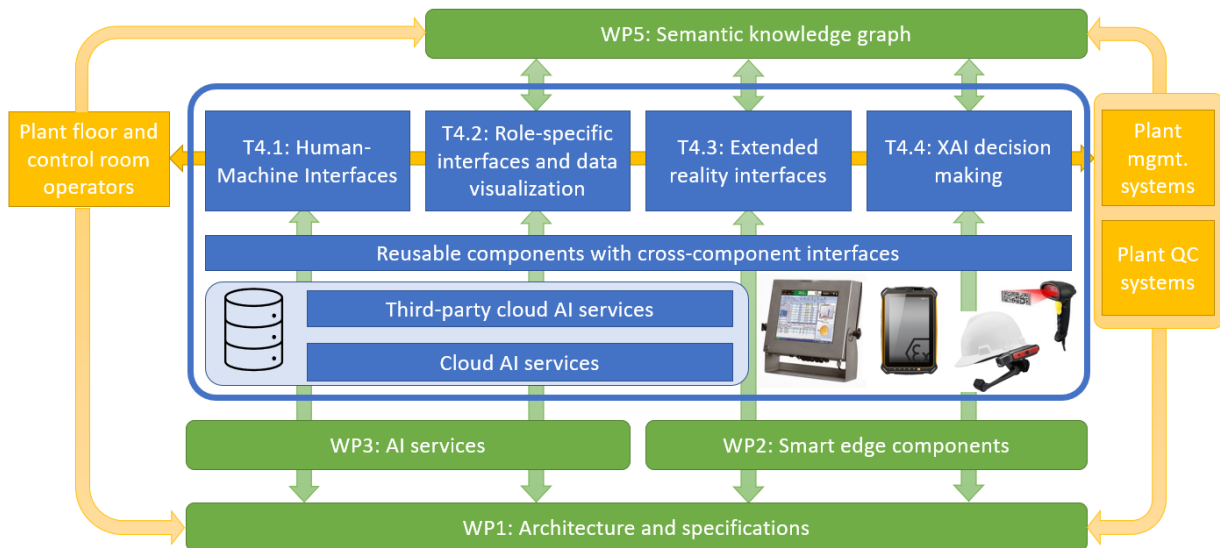 WP5: Semantic knowledge graph
Plant floor and
control room
operators
T4.1: Human-
Machine Interfaces
T4.2: Role-specific
interfaces and data
visualization
T4.3: Extended
reality interfaces
T4.4: XAI decision
making
Plant
mgmt.
systems
Plant QC
systems
Reusable components with cross-component interfaces
Third-party cloud AI services
Cloud AI services
WP3: AI services
WP2: Smart edge components
WP1: Architecture and specifications